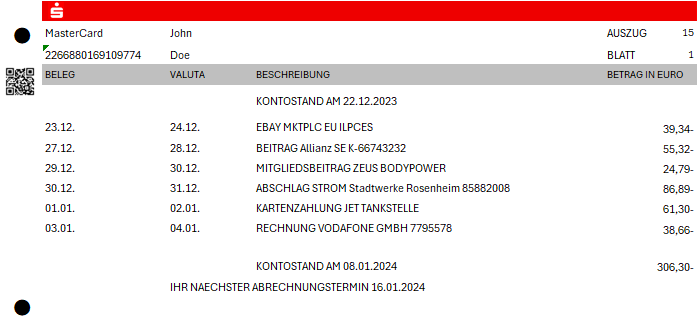 MasterCard John AUSZUG 15
2266880169109774 Doe BLATT 1
BELEG VALUTA BESCHREIBUNG BETRAG IN EURO
KONTOSTAND AM 22.12.2023
23.12. 24.12. EBAY MKTPLC EU ILPCES 39,34-
27.12. 28.12. BEITRAG Allianz SE K-66743232 55,32-
29.12. 30.12. MITGLIEDSBEITRAG ZEUS BODYPOWER 24,79-
30.12. 31.12. ABSCHLAG STROM Stadtwerke Rosenheim 85882008 86,89-
01.01. 02.01. KARTENZAHLUNG JET TANKSTELLE 61,30-
03.01. 04.01. RECHNUNG VODAFONE GMBH 7795578 38,66-
KONTOSTAND AM 08.01.2024 306,30-
IHR NAECHSTER ABRECHNUNGSTERMIN 16.01.2024